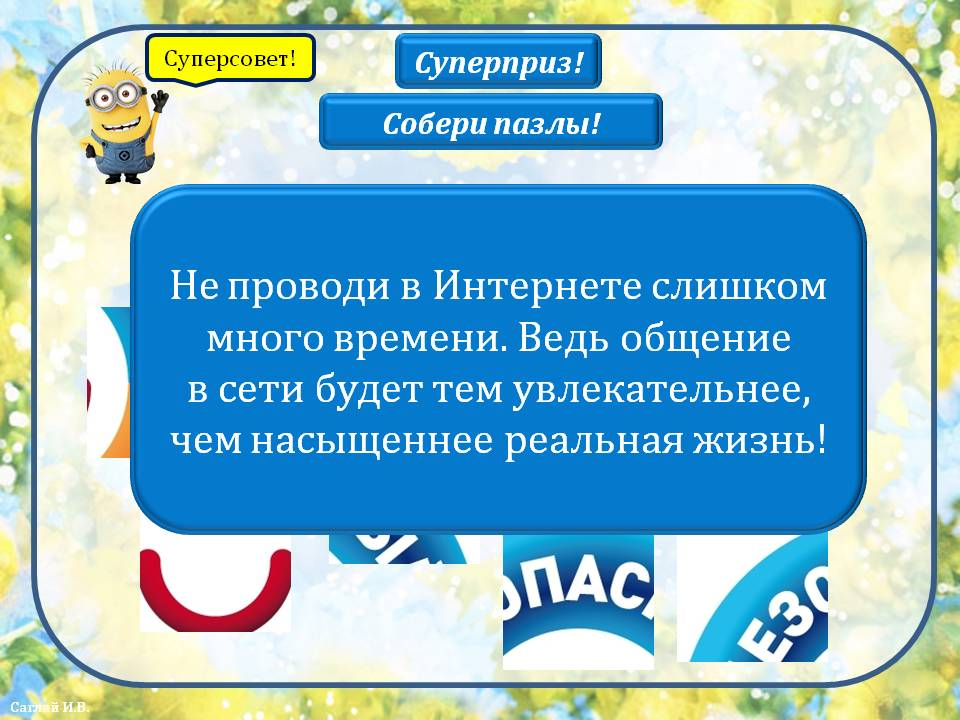 Суперсовет!
Суперприз!
Собери пазлы!
Не проводи в Интернете слишком
много времени. Ведь общение
в сети будет тем увлекательнее,
чем насыщеннее реальная жизнь!
ОПАС
ЕЗО
Саглай И.В.